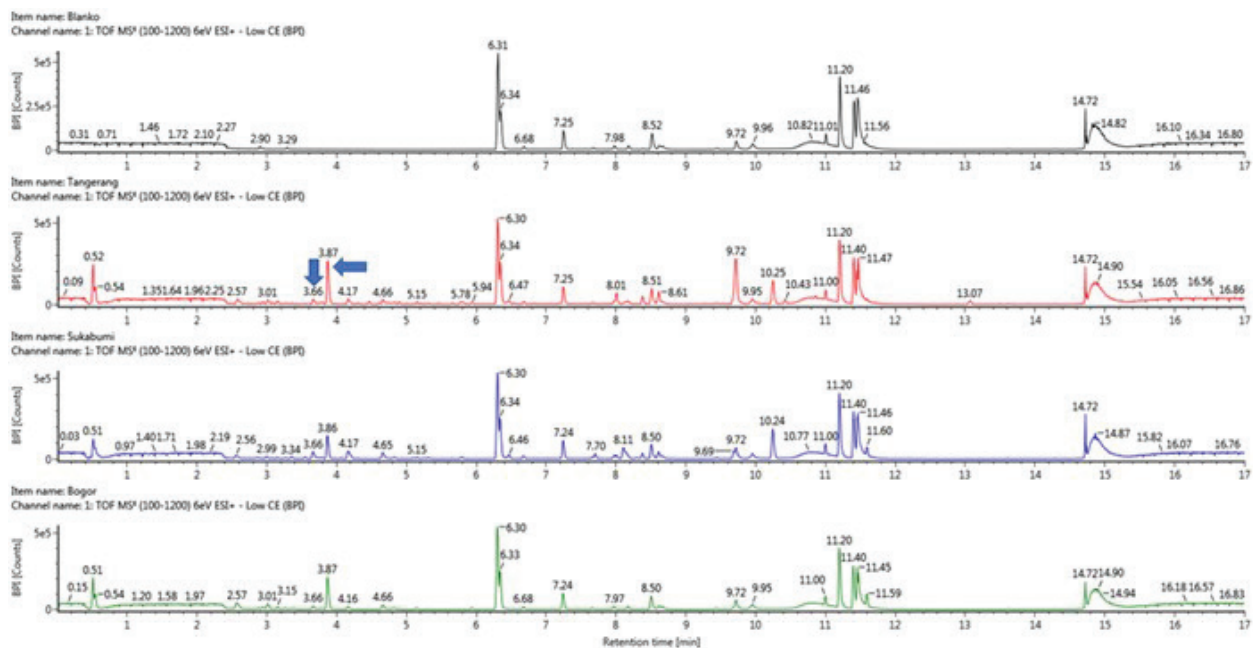 Item name: Blanko
Channel name: 1: TOF MSᴱ (100-1200) 6eV ESI+ - Low CE (BPI)
6.31
5e5
11.20
6.34
11.46
2.5e5
14.72
0.31 0.71 1.46 1.72 2.10 2.27 2.90 3.29 6.68 7.25 7.98 8.52 9.72 9.96 10.82 11.01 11.56 14.82 16.10 16.34 16.80
0
BPI [Counts]
1 2 3 4 5 6 7 8 9 10 11 12 13 14 15 16 17
Item name: Tangerang
Channel name: 1: TOF MSᴱ (100-1200) 6eV ESI+ - Low CE (BPI)
5e5
6.30
3.87
11.20
0.52
6.34
9.72
11.40
11.47
14.72
0.09 0.54 1.35 1.64 1.96 2.25 2.57 3.01 3.66 4.17 4.66 5.15 5.78 5.94 6.47 7.25 8.01 8.51 8.61 9.95 10.25 10.43 11.00 13.07 14.90 15.54 16.05 16.56 16.86
0
BPI [Counts]
1 2 3 4 5 6 7 8 9 10 11 12 13 14 15 16 17
Item name: Sukabumi
Channel name: 1: TOF MSᴱ (100-1200) 6eV ESI+ - Low CE (BPI)
5e5
6.30
11.20
6.34
11.40
11.46
14.72
0.03 0.51 0.97 1.40 1.71 1.98 2.19 2.56 2.99 3.34 3.66 3.86 4.17 4.65 5.15 6.46 7.24 7.70 8.11 8.50 9.69 9.72 10.24 10.77 11.00 11.60 14.87 15.82 16.07 16.76
0
BPI [Counts]
1 2 3 4 5 6 7 8 9 10 11 12 13 14 15 16 17
Item name: Bogor
Channel name: 1: TOF MSᴱ (100-1200) 6eV ESI+ - Low CE (BPI)
5e5
6.30
11.20
6.33
11.40
11.45
0.15 0.51 0.54 1.20 1.58 1.97 2.57 3.01 3.15 3.66 3.87 4.16 4.66 6.68 7.24 7.97 8.50 9.72 9.95 11.00 11.59 14.72 14.90 14.94 16.18 16.57 16.83
0
BPI [Counts]
1 2 3 4 5 6 7 8 9 10 11 12 13 14 15 16 17
Retention time [min]